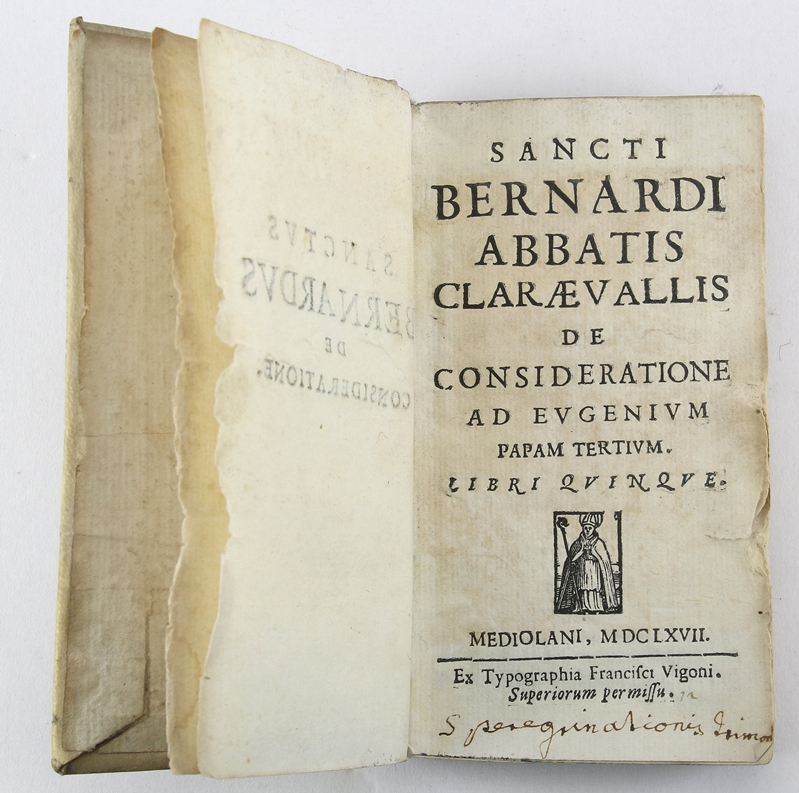 SANCTVS
BERNARDVS
DE
CONSIDERATIONE,
SANCTI
BERNARDI
ABBATIS
CLARÆVALLIS
DE
CONSIDERATIONE
AD EVGENIVM
PAPAM TERTIVM.
LIBRI QVINQVE.
MEDIOLANI, MDCLXVII.
Ex Typographia Franciſci Vigoni.
Superiorum permiſſu.
S peregrinationis